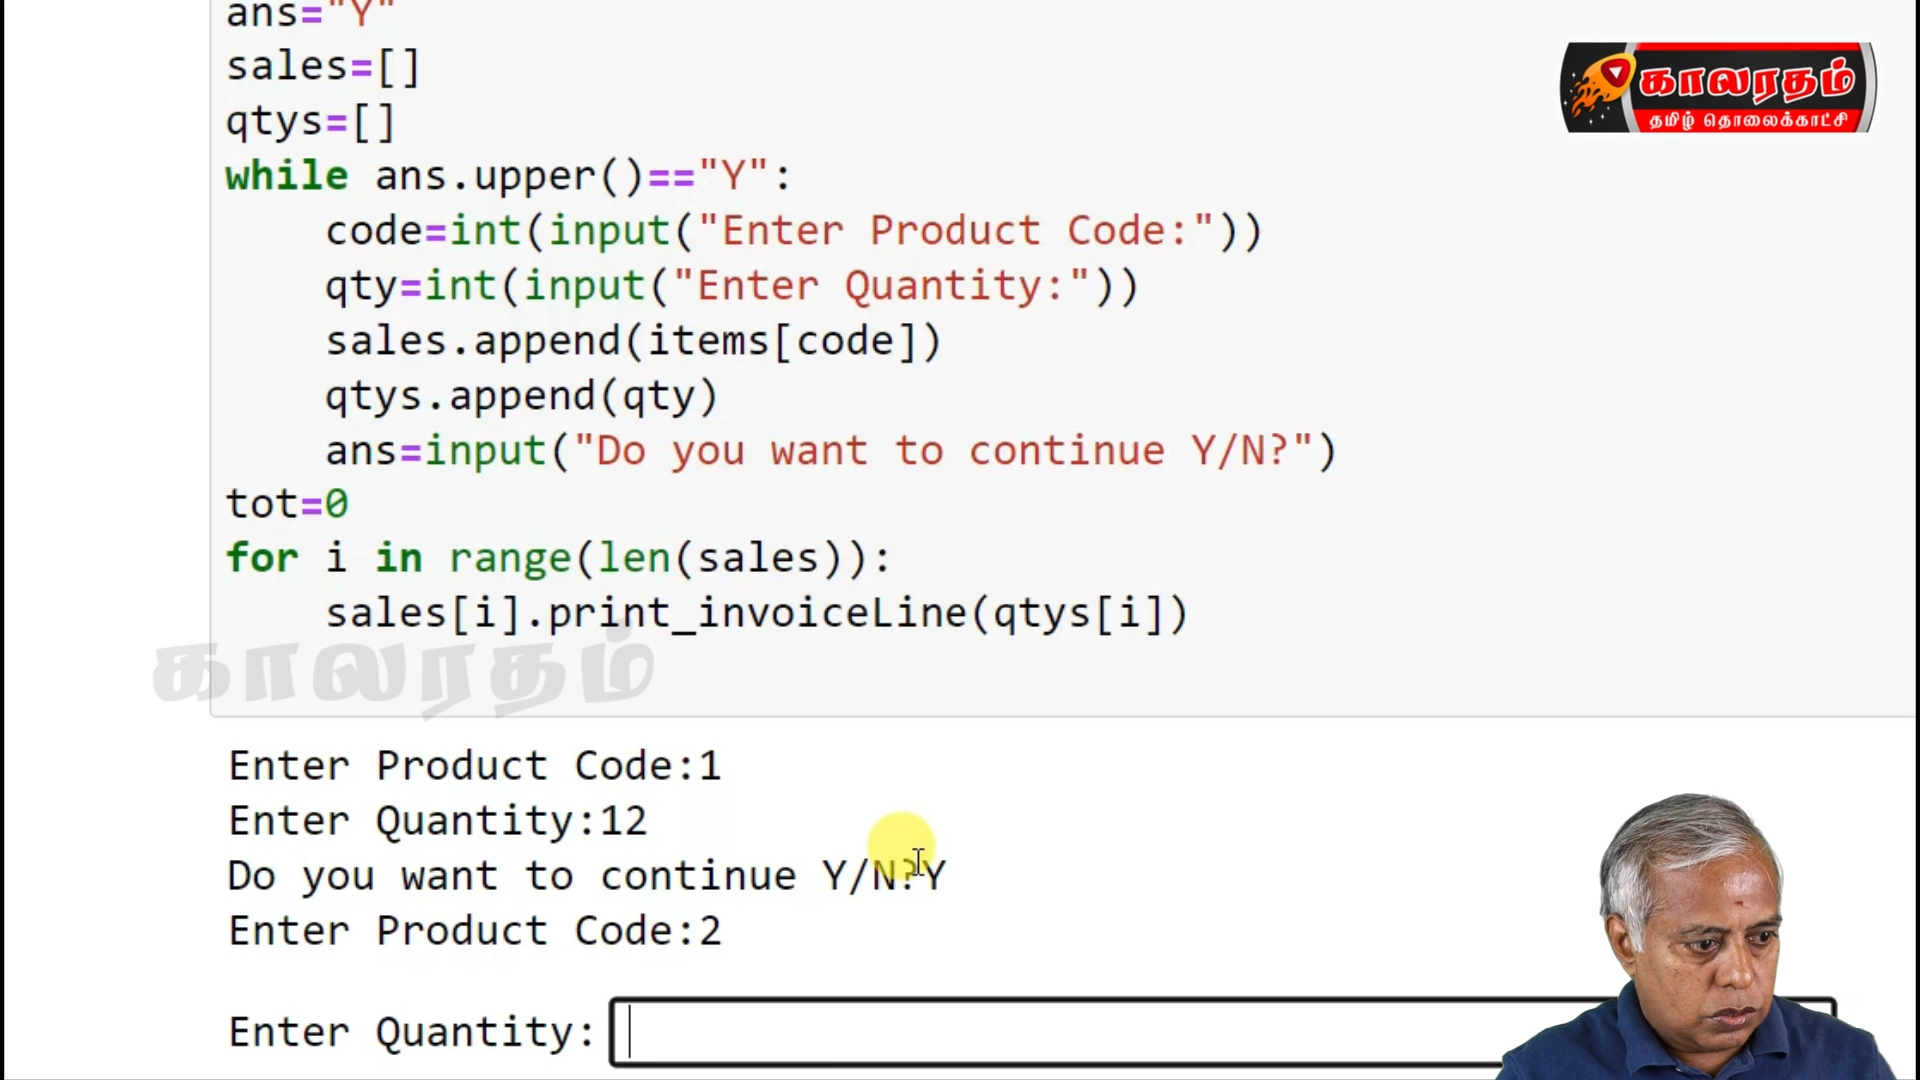 ans="Y"
sales=[]
qtys=[]
while ans.upper()=="Y":
    code=int(input("Enter Product Code:"))
    qty=int(input("Enter Quantity:"))
    sales.append(items[code])
    qtys.append(qty)
    ans=input("Do you want to continue Y/N?")
tot=0
for i in range(len(sales)):
    sales[i].print_invoiceLine(qtys[i])
காலரதம்
தமிழ் தொலைக்காட்சி
காலரதம்
Enter Product Code:1
Enter Quantity:12
Do you want to continue Y/N?Y
Enter Product Code:2
Enter Quantity: